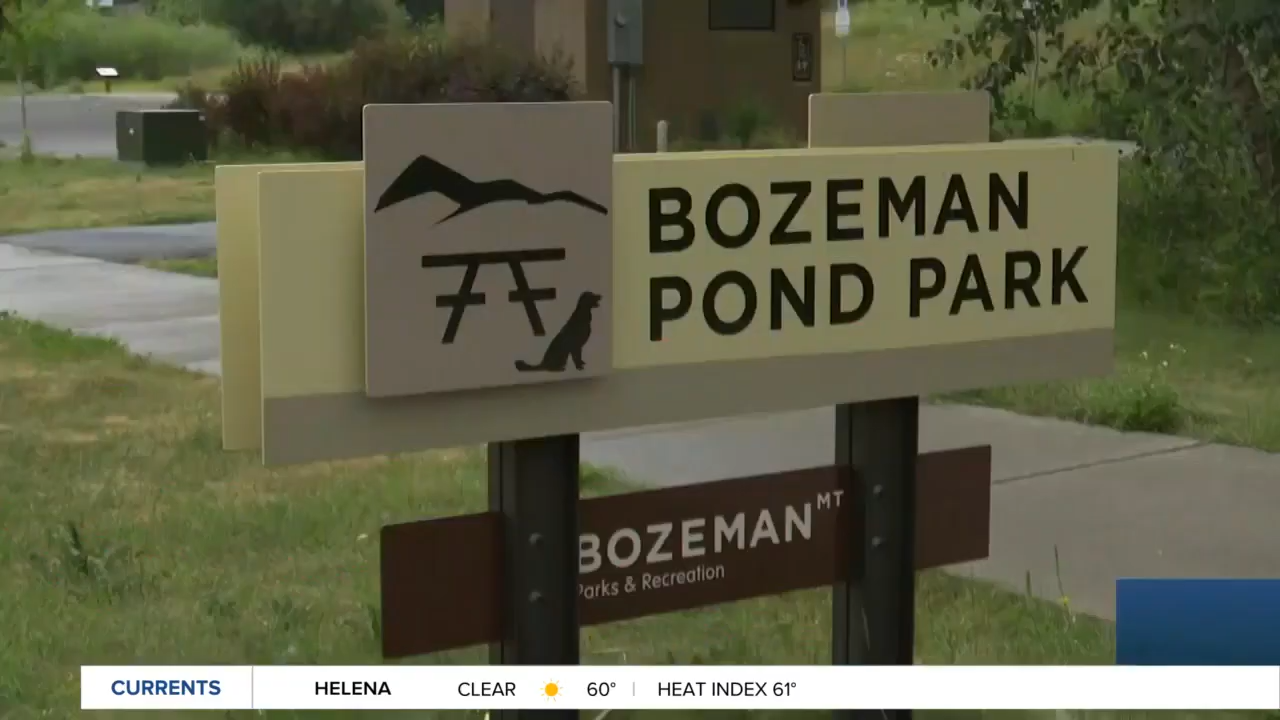 BOZEMAN
POND PARK
BOZEMAN MT
Parks & Recreation
CURRENTS HELENA CLEAR 60° HEAT INDEX 61°